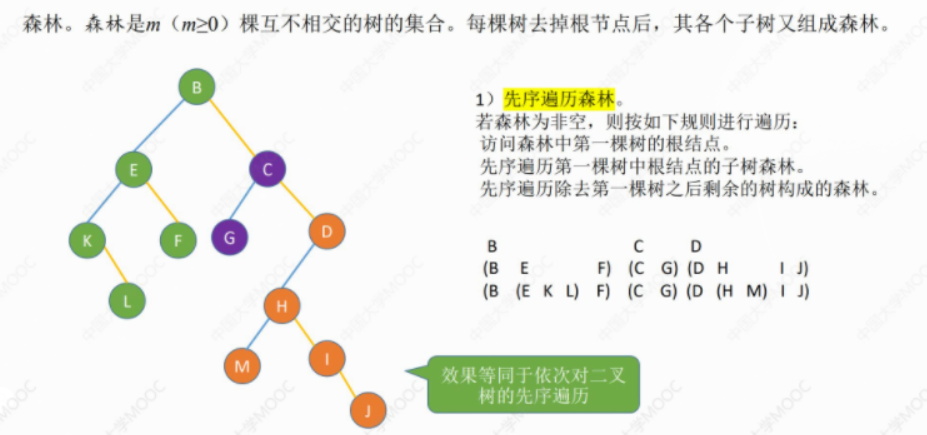 森林。森林是m（m≥0）棵互不相交的树的集合。每棵树去掉根节点后，其各个子树又组成森林。
B
E
C
K
F
G
D
L
H
M
I
J
1）先序遍历森林。
若森林为非空，则按如下规则进行遍历：
访问森林中第一棵树的根结点。
先序遍历第一棵树中根结点的子树森林。
先序遍历除去第一棵树之后剩余的树构成的森林。
B C D
(B E F) (C G) (D H I J)
(B (E K L) F) (C G) (D (H M) I J)
效果等同于依次对二叉
树的先序遍历
中国大学MOOC